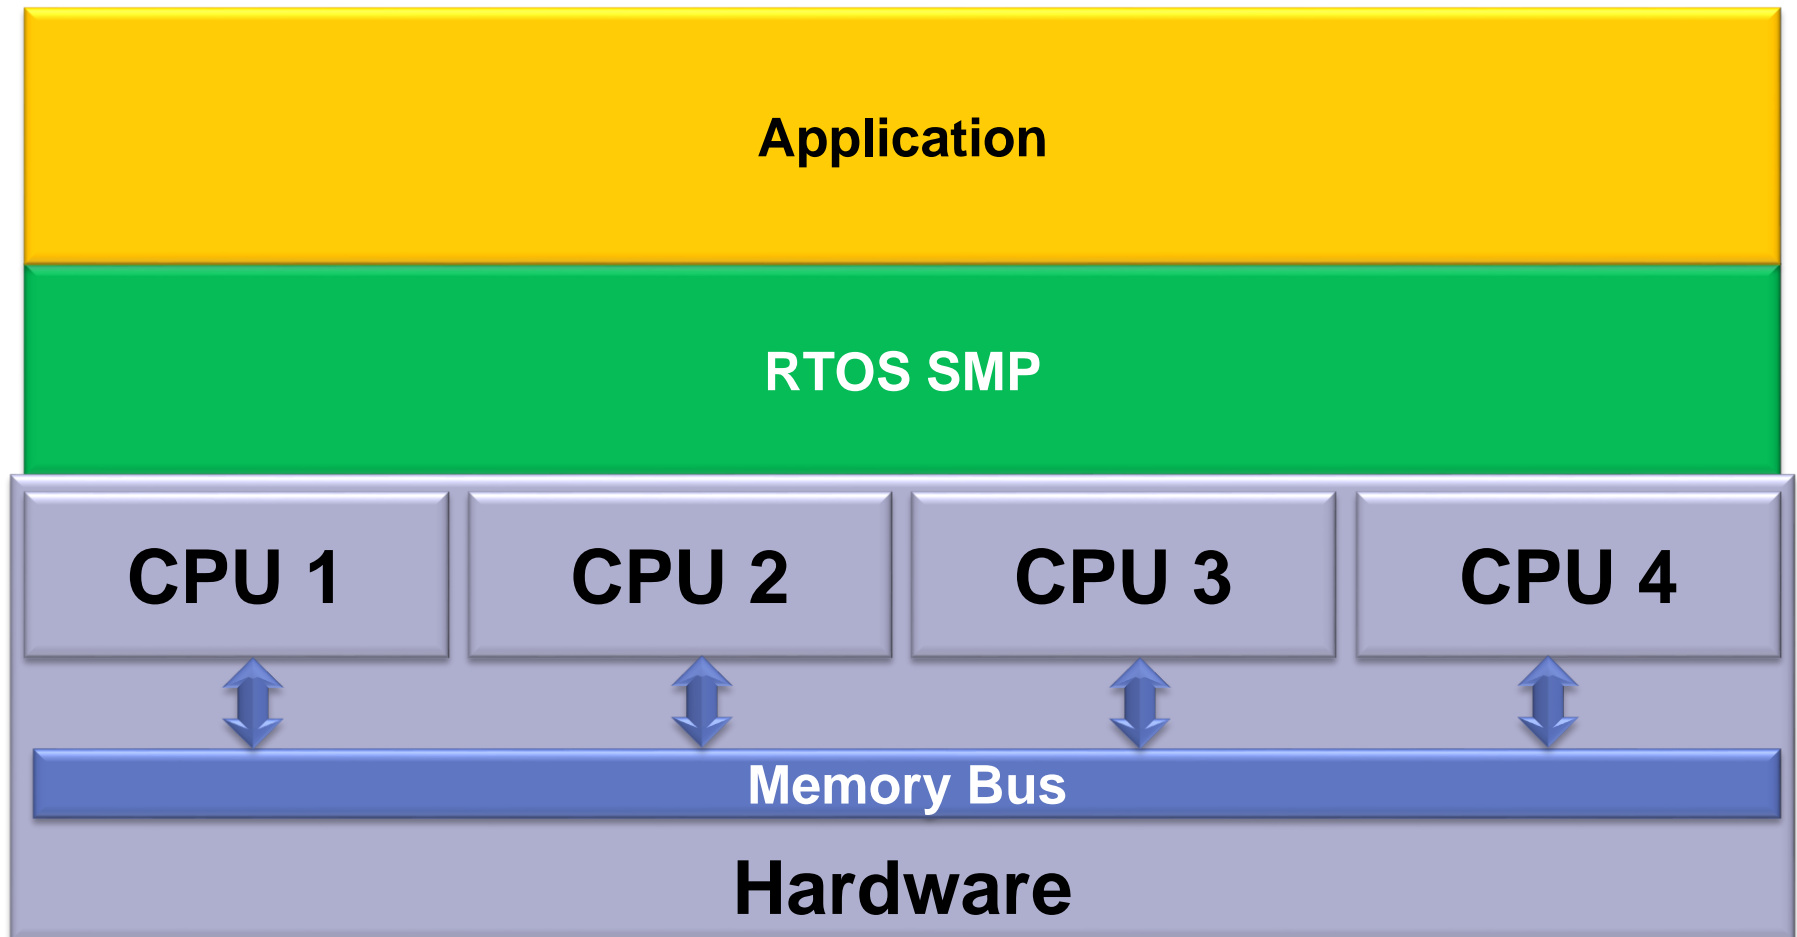 Application
RTOS SMP
CPU 1
CPU 2
CPU 3
CPU 4
Memory Bus
Hardware